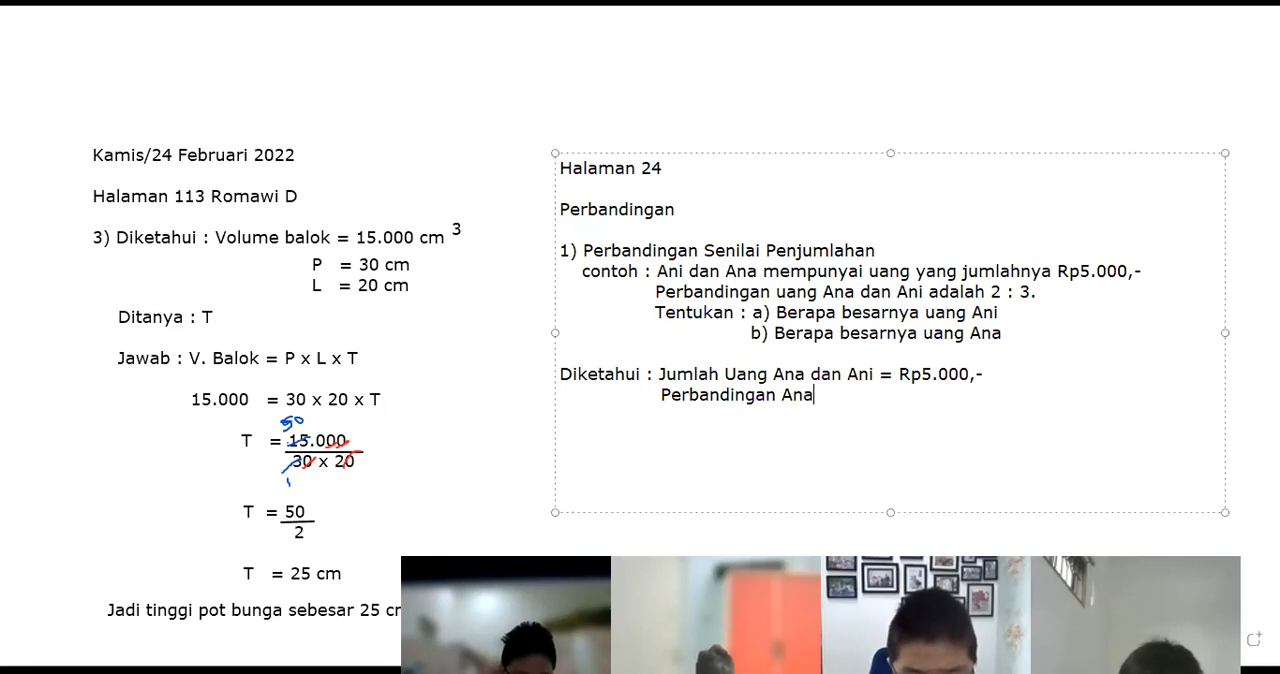 Kamis/24 Februari 2022
Halaman 113 Romawi D
3) Diketahui : Volume balok = 15.000 cm 3
P = 30 cm
L = 20 cm
Ditanya : T
Jawab : V. Balok = P x L x T
15.000 = 30 x 20 x T
50
T = 15.000
30 x 20
1
T = 50
2
T = 25 cm
Jadi tinggi pot bunga sebesar 25
Halaman 24
Perbandingan
1) Perbandingan Senilai Penjumlahan
contoh : Ani dan Ana mempunyai uang yang jumlahnya Rp5.000,-
Perbandingan uang Ana dan Ani adalah 2 : 3.
Tentukan : a) Berapa besarnya uang Ani
b) Berapa besarnya uang Ana
Diketahui : Jumlah Uang Ana dan Ani = Rp5.000,-
Perbandingan Ana